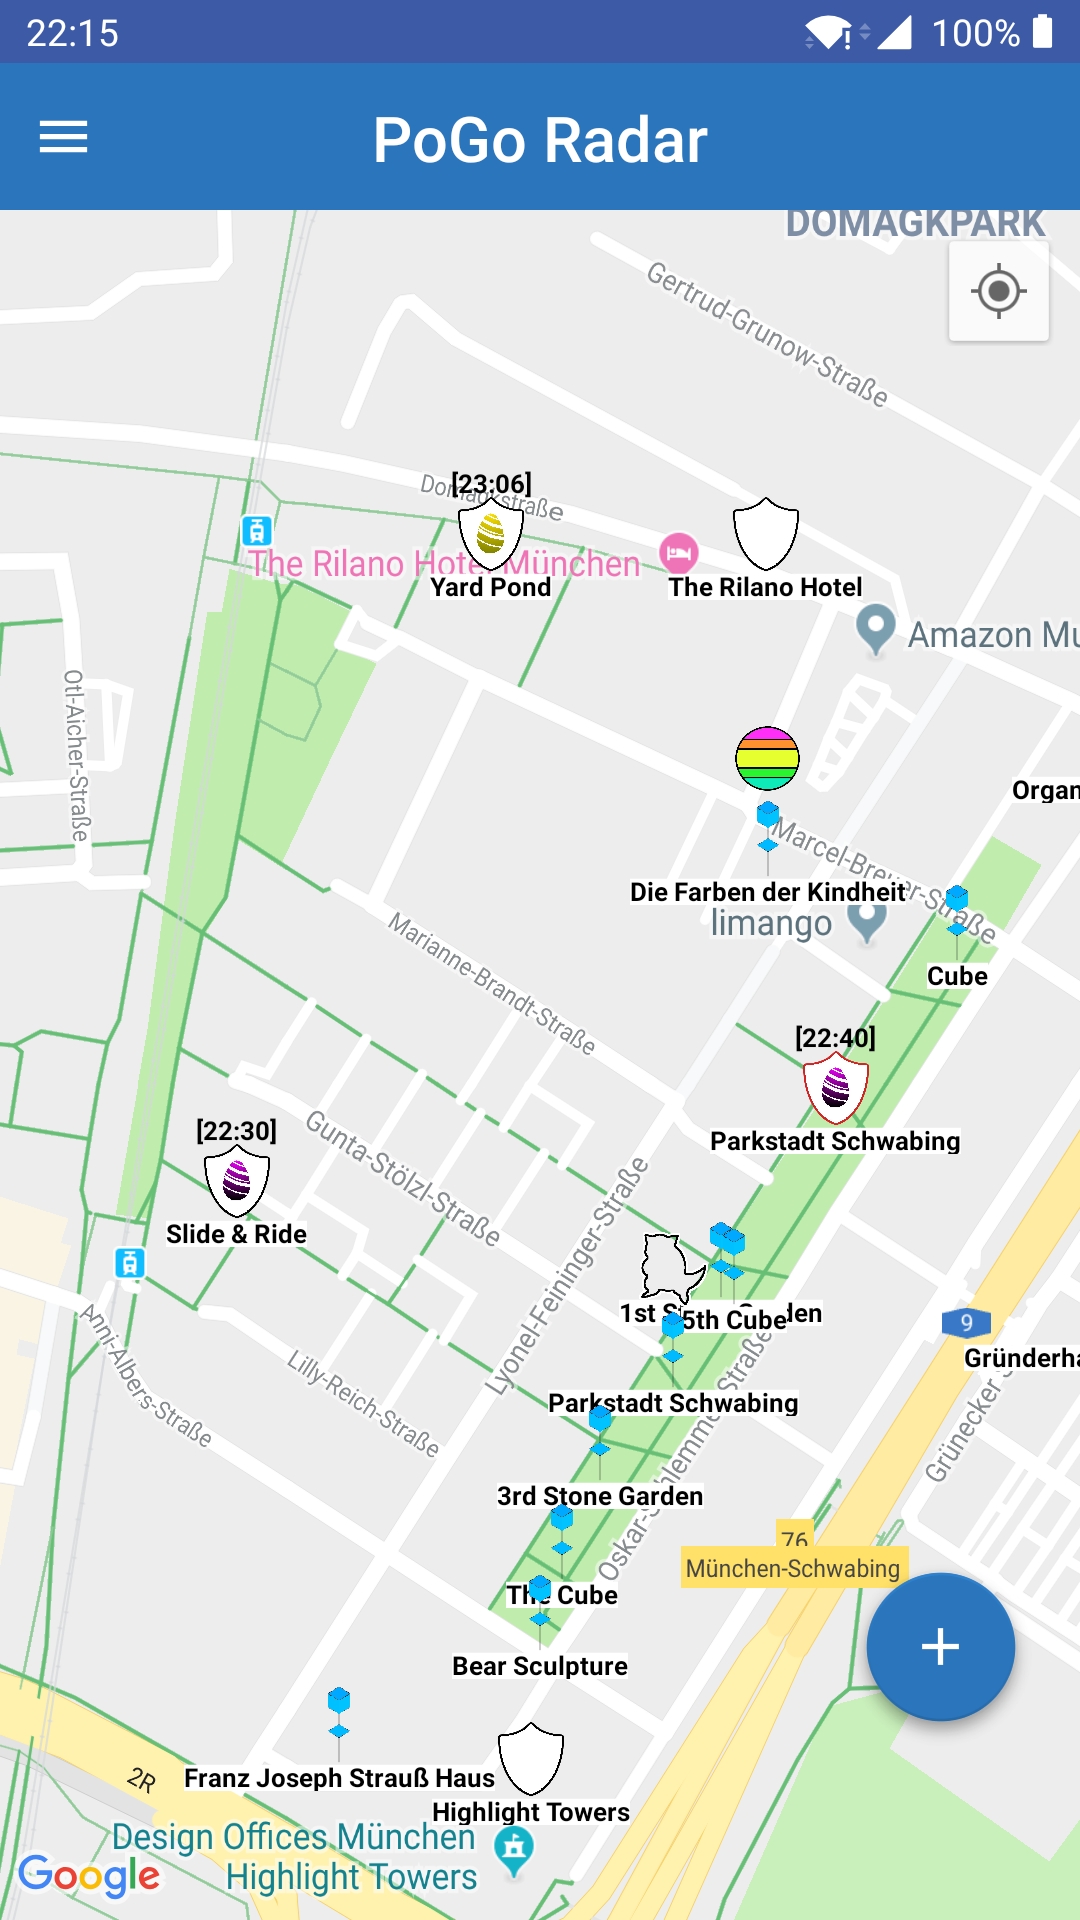 22:15
100%
PoGo Radar
DOMAGKPARK
Gertrud-Grunow-Straße
[23:06]
Domagkstraße
The Rilano Hotel München
Yard Pond
The Rilano Hotel
Amazon Mu
Otl-Aicher-Straße
Organ
Marcel-Breuer-Straße
Die Farben der Kindheit
limango
Cube
Marianne-Brandt-Straße
[22:40]
Parkstadt Schwabing
[22:30]
Gunta-Stölzl-Straße
Slide & Ride
Lyonel-Feininger-Straße
1st S
5th Cube
den
9
Gründerha
Anni-Albers-Straße
Lilly-Reich-Straße
Parkstadt Schwabing
Grünecker S
3rd Stone Garden
Oskar-Schlemmer-Straße
76
München-Schwabing
The Cube
Bear Sculpture
2R
Franz Joseph Strauß Haus
Highlight Towers
Design Offices München
Highlight Towers
Google